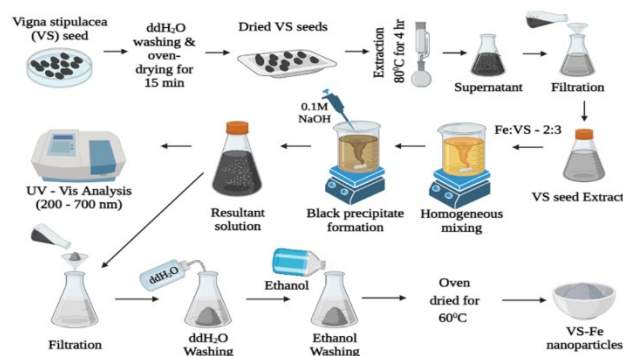 Vigna stipulacea
(VS) seed
ddH₂O
washing &
oven-
drying for
15 min
Dried VS seeds
Extraction
80⁰C for 4 hr
Supernatant
Filtration
UV - Vis Analysis
(200 - 700 nm)
Resultant
solution
0.1M
NaOH
Black precipitate
formation
Homogeneous
mixing
Fe:VS - 2:3
VS seed Extract
Filtration
ddH₂O
ddH₂O
Washing
Ethanol
Ethanol
Washing
Oven
dried for
60⁰C
VS-Fe
nanoparticles